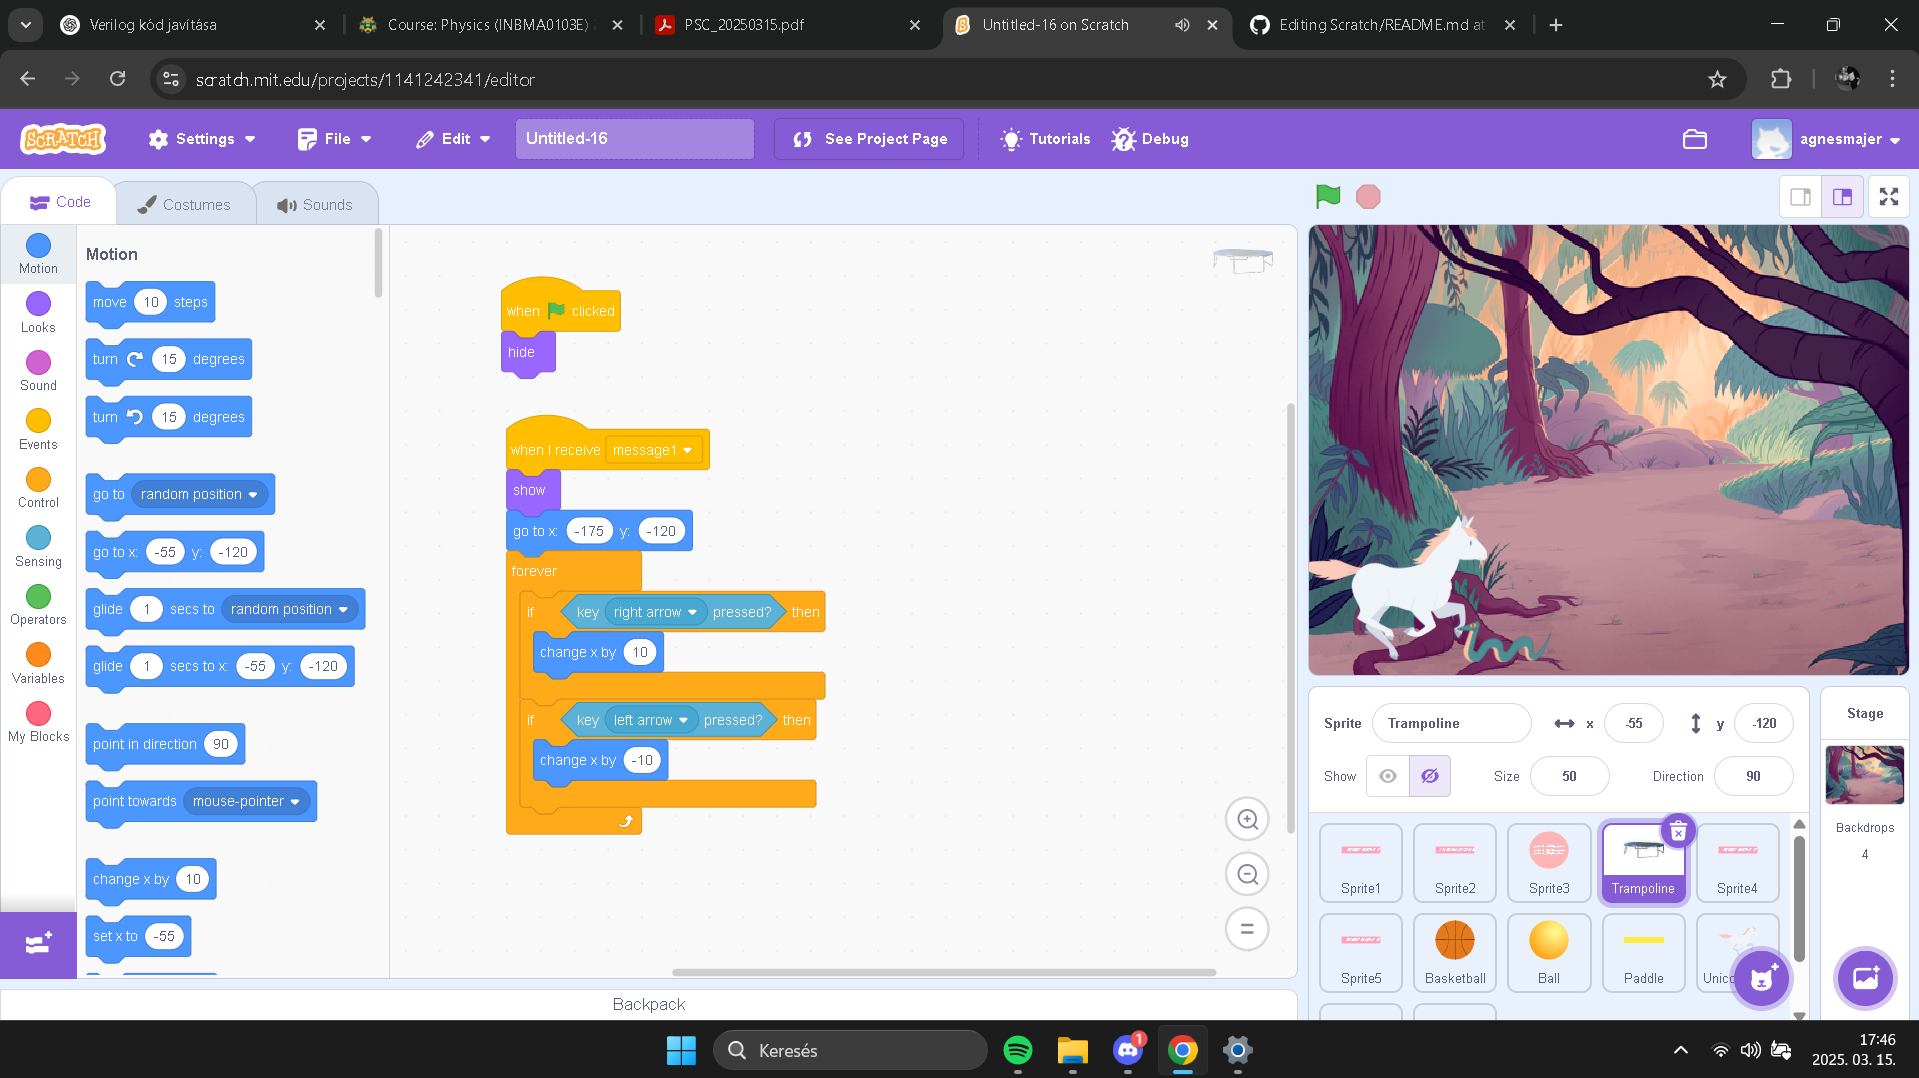 Verilog kód javítása
Course: Physics (INBMA0103E)
PSC_20250315.pdf
Untitled-16 on Scratch
Editing Scratch/README.md at
scratch.mit.edu/projects/1141242341/editor
SCRATCH
Settings
File
Edit
Untitled-16
See Project Page
Tutorials
Debug
agnesmajer
Code
Costumes
Sounds
Motion
Looks
Sound
Events
Control
Sensing
Operators
Variables
My Blocks
Motion
move 10 steps
turn 15 degrees
turn 15 degrees
go to random position
go to x: -55 y: -120
glide 1 secs to random position
glide 1 secs to x: -55 y: -120
point in direction 90
point towards mouse-pointer
change x by 10
set x to -55
when clicked
hide
when I receive message1
show
go to x: -175 y: -120
forever
if key right arrow pressed? then
change x by 10
if key left arrow pressed? then
change x by -10
Backpack
Sprite Trampoline x -55 y -120
Show Size 50 Direction 90
Sprite1
Sprite2
Sprite3
Trampoline
Sprite4
Sprite5
Basketball
Ball
Paddle
Unico
Stage
Backdrops
4
Keresés
1
17:46
2025. 03. 15.